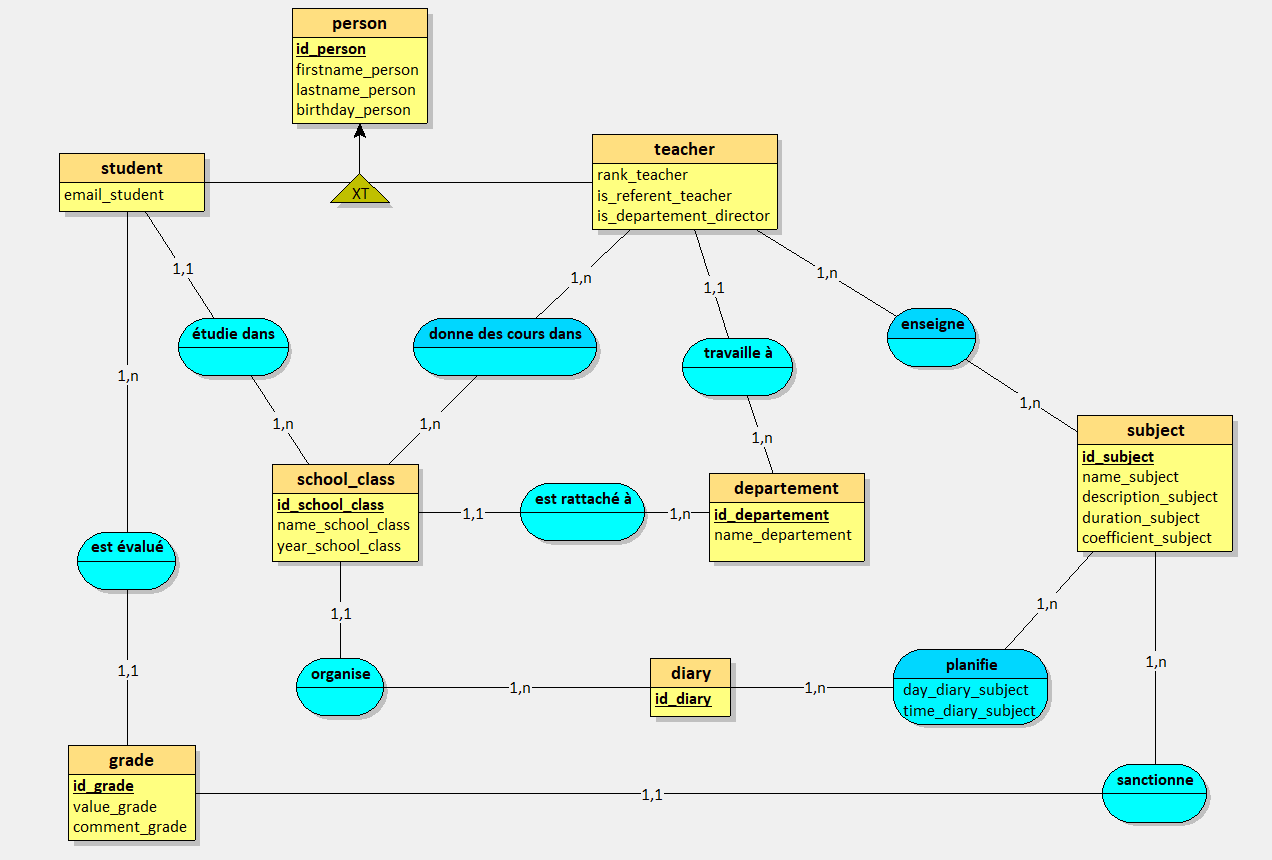 person
id_person
firstname_person
lastname_person
birthday_person
student
email_student
XT
teacher
rank_teacher
is_referent_teacher
is_departement_director
1,1
1,n
1,1
1,n
étudie dans
donne des cours dans
travaille à
enseigne
1,n
1,n
1,n
1,n
1,n
school_class
id_school_class
name_school_class
year_school_class
1,1
est rattaché à
1,n
departement
id_departement
name_departement
subject
id_subject
name_subject
description_subject
duration_subject
coefficient_subject
est évalué
1,1
1,n
1,1
1,n
organise
1,n
diary
id_diary
1,n
planifie
day_diary_subject
time_diary_subject
grade
id_grade
value_grade
comment_grade
1,1
sanctionne